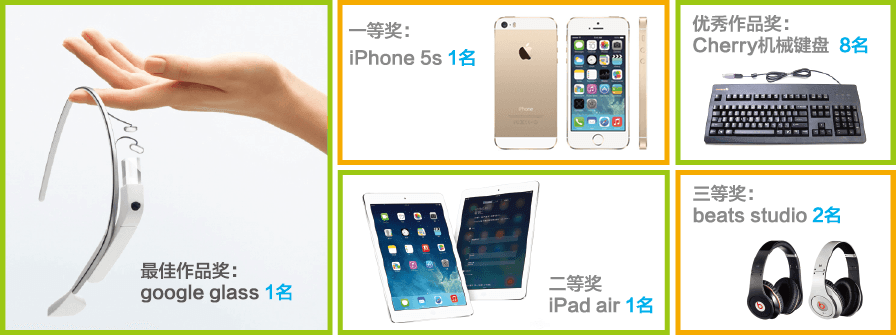 最佳作品奖：
google glass 1名
一等奖：
iPhone 5s 1名
二等奖
iPad air 1名
优秀作品奖：
Cherry机械键盘 8名
三等奖：
beats studio 2名